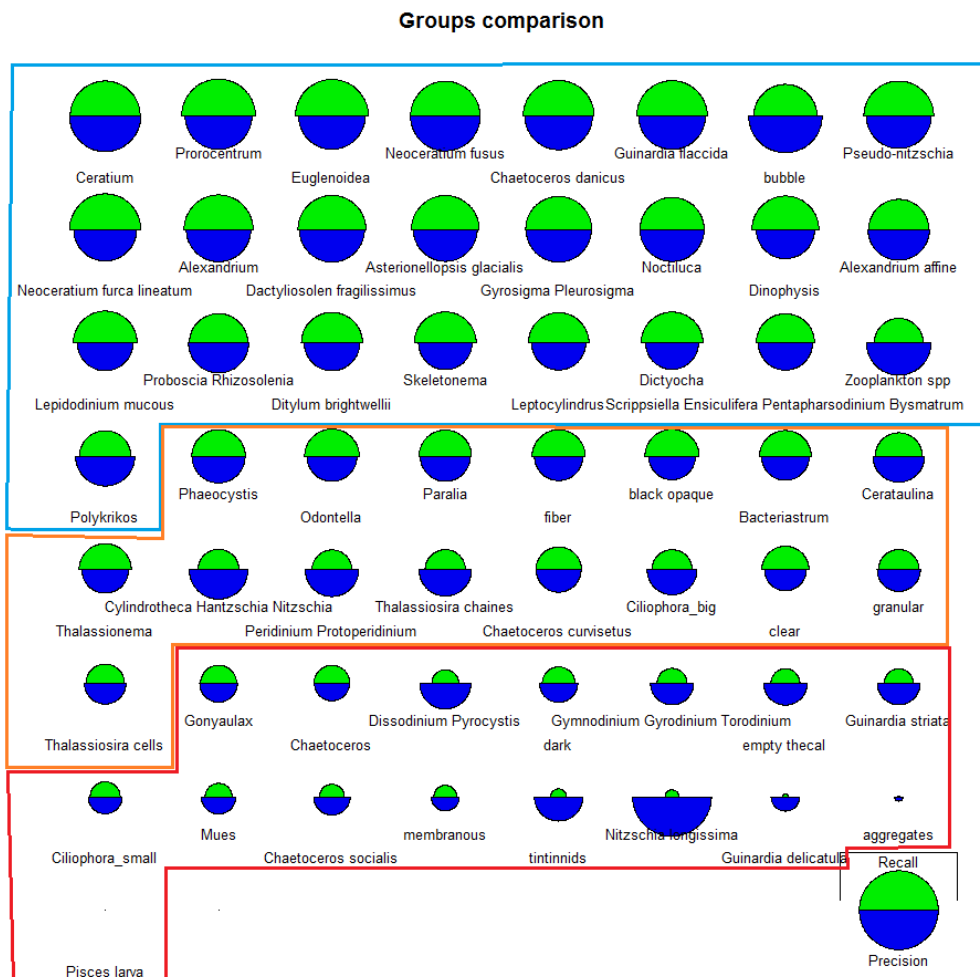 Groups comparison
Prorocentrum Neoceratium fusus Guinardia flaccida Pseudo-nitzschia
Ceratium Euglenoidea Chaetoceros danicus bubble
Alexandrium Asterionellopsis glacialis Noctiluca Alexandrium affine
Neoceratium furca lineatum Dactyliosolen fragilissimus Gyrosigma Pleurosigma Dinophysis
Proboscia Rhizosolenia Skeletonema Dictyocha Zooplankton spp
Lepidodinium mucous Ditylum brightwellii Leptocylindrus Scrippsiella Ensiculifera Pentapharsodinium Bysmatrum
Phaeocystis Paralia black opaque Cerataulina
Polykrikos Odontella fiber Bacteriastrum
Cylindrotheca Hantzschia Nitzschia Thalassiosira chaines Ciliophora_big granular
Thalassionema Peridinium Protoperidinium Chaetoceros curvisetus clear
Gonyaulax Dissodinium Pyrocystis Gymnodinium Gyrodinium Torodinium Guinardia striata
Thalassiosira cells Chaetoceros dark empty thecal
Mues membranous Nitzschia longissima aggregates
Ciliophora_small Chaetoceros socialis tintinnids Guinardia delicatula
Recall
Precision
Pisces larva